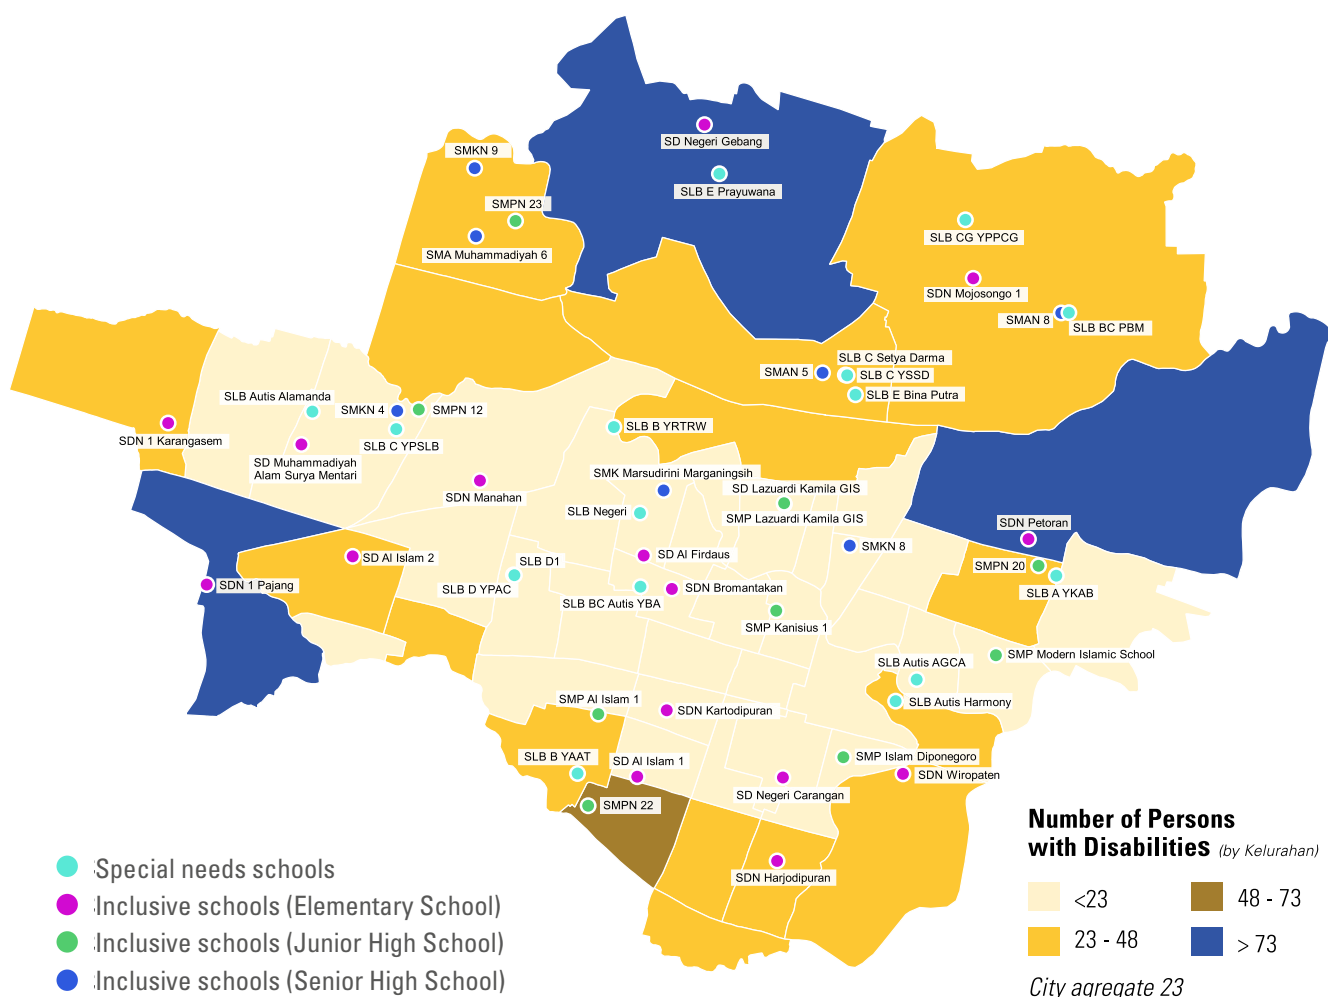 SMKN 9
SD Negeri Gebang
SLB E Prayuwana
SMPN 23
SMA Muhammadiyah 6
SLB CG YPPCG
SDN Mojosongo 1
SMAN 8
SLB BC PBM
SLB C Setya Darma
SMAN 5
SLB C YSSD
SLB E Bina Putra
SLB Autis Alamanda
SMKN 4
SMPN 12
SDN 1 Karangasem
SLB C YPSLB
SLB B YRTRW
SD Muhammadiyah
Alam Surya Mentari
SDN Manahan
SMK Marsudirini Marganingsih
SD Lazuardi Kamila GIS
SLB Negeri
SMP Lazuardi Kamila GIS
SDN Petoran
SMKN 8
SD Al Islam 2
SLB D1
SD Al Firdaus
SMPN 20
SDN 1 Pajang
SLB D YPAC
SDN Bromantakan
SLB A YKAB
SLB BC Autis YBA
SMP Kanisius 1
SMP Modern Islamic School
SLB Autis AGCA
SMP Al Islam 1
SDN Kartodipuran
SLB Autis Harmony
SLB B YAAT
SD Al Islam 1
SMP Islam Diponegoro
SDN Wiropaten
SD Negeri Carangan
SMPN 22
SDN Harjodipuran
:Special needs schools
:Inclusive schools (Elementary School)
:Inclusive schools (Junior High School)
:Inclusive schools (Senior High School)
Number of Persons
with Disabilities (by Kelurahan)
<23
48 - 73
23 - 48
> 73
City agregate 23